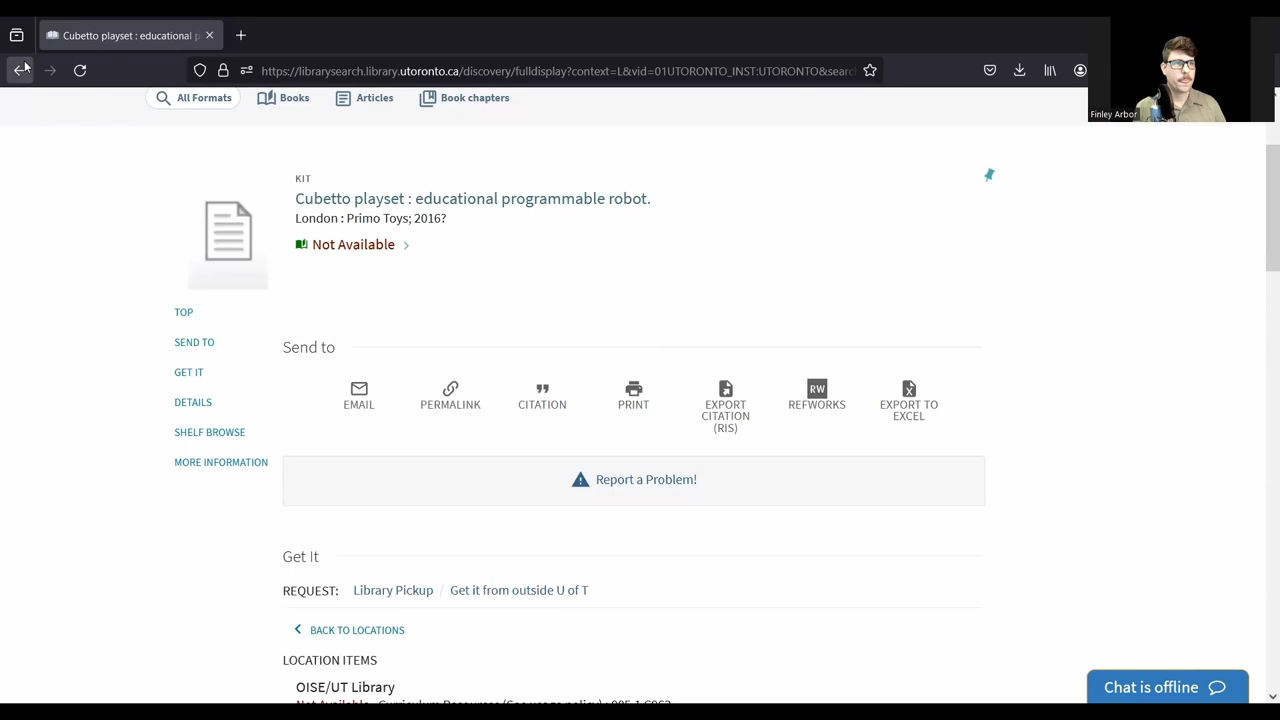 Cubetto playset : educational p
https://librarysearch.library.utoronto.ca/discovery/fulldisplay?context=L&vid=01UTORONTO_INST:UTORONTO&searc
Finley Arbor
All Formats
Books
Articles
Book chapters
KIT
Cubetto playset : educational programmable robot.
London : Primo Toys; 2016?
Not Available
TOP
SEND TO
GET IT
DETAILS
SHELF BROWSE
MORE INFORMATION
Send to
EMAIL
PERMALINK
CITATION
PRINT
EXPORT
CITATION
(RIS)
RW
REFWORKS
EXPORT TO
EXCEL
Report a Problem!
Get It
REQUEST: Library Pickup / Get it from outside U of T
BACK TO LOCATIONS
LOCATION ITEMS
OISE/UT Library
Chat is offline